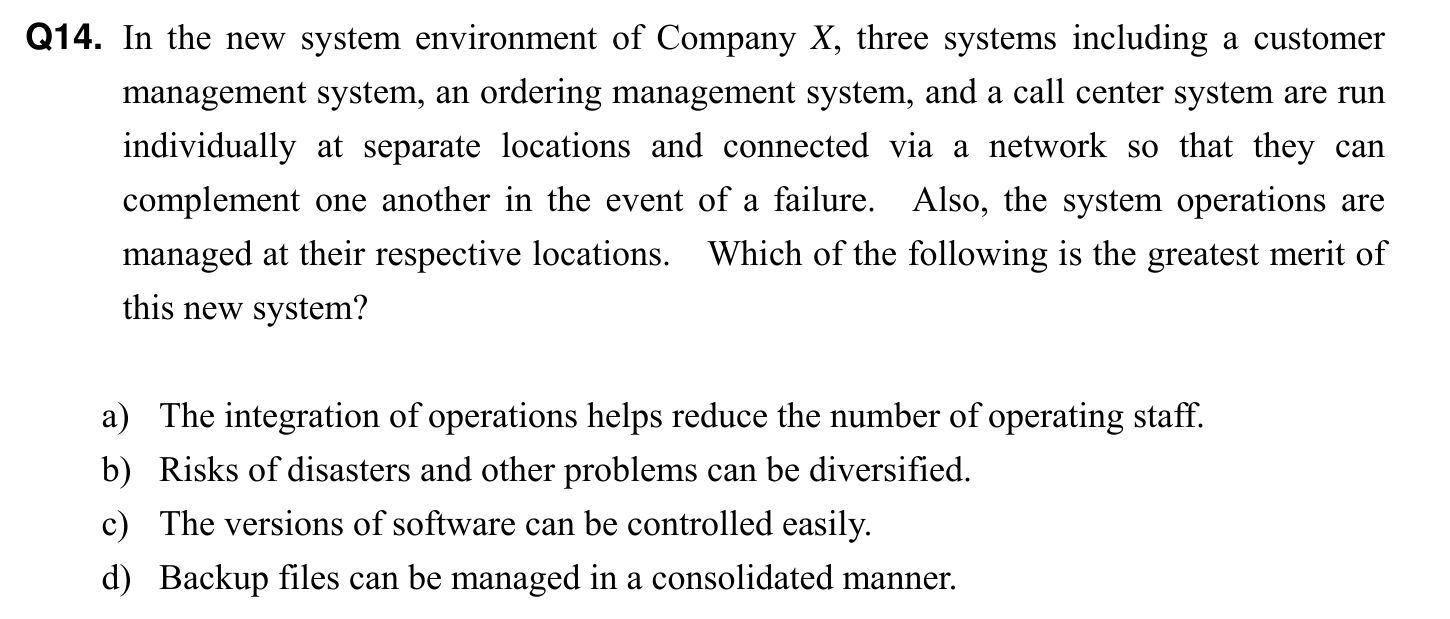 Q14. In the new system environment of Company X, three systems including a customer
management system, an ordering management system, and a call center system are run
individually at separate locations and connected via a network so that they can
complement one another in the event of a failure. Also, the system operations are
managed at their respective locations. Which of the following is the greatest merit of
this new system?
a) The integration of operations helps reduce the number of operating staff.
b) Risks of disasters and other problems can be diversified.
c) The versions of software can be controlled easily.
d) Backup files can be managed in a consolidated manner.